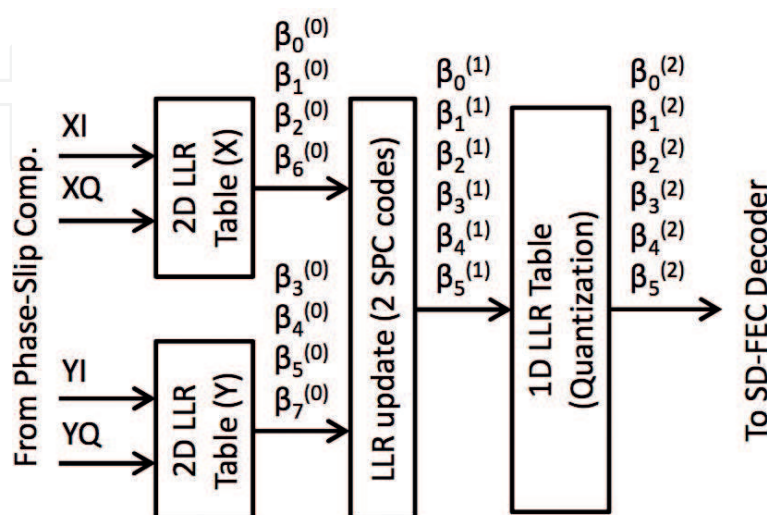 From Phase-Slip Comp.
XI
XQ
YI
YQ
2D LLR
Table (X)
2D LLR
Table (Y)
β₀⁽⁰⁾
β₁⁽⁰⁾
β₂⁽⁰⁾
β₆⁽⁰⁾
β₃⁽⁰⁾
β₄⁽⁰⁾
β₅⁽⁰⁾
β₇⁽⁰⁾
LLR update (2 SPC codes)
β₀⁽¹⁾
β₁⁽¹⁾
β₂⁽¹⁾
β₃⁽¹⁾
β₄⁽¹⁾
β₅⁽¹⁾
1D LLR Table
(Quantization)
β₀⁽²⁾
β₁⁽²⁾
β₂⁽²⁾
β₃⁽²⁾
β₄⁽²⁾
β₅⁽²⁾
To SD-FEC Decoder